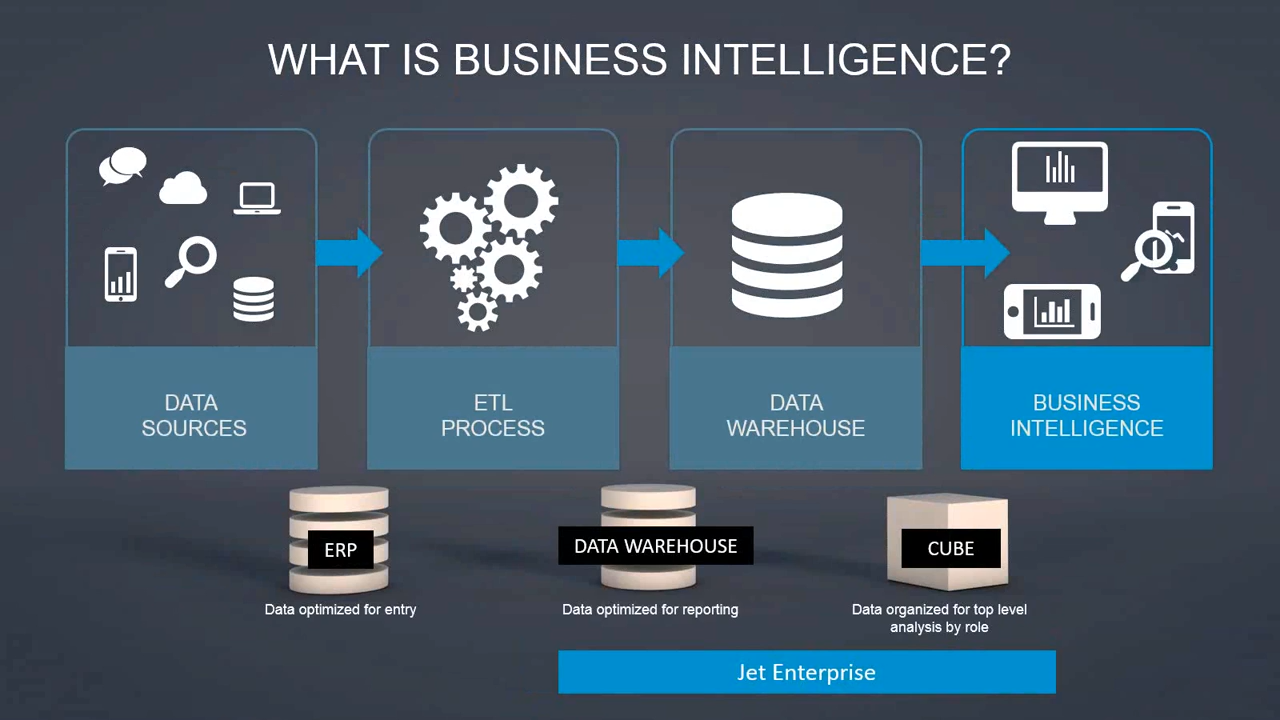 WHAT IS BUSINESS INTELLIGENCE?
DATA
SOURCES
ETL
PROCESS
DATA
WAREHOUSE
BUSINESS
INTELLIGENCE
ERP
Data optimized for entry
DATA WAREHOUSE
Data optimized for reporting
CUBE
Data organized for top level
analysis by role
Jet Enterprise